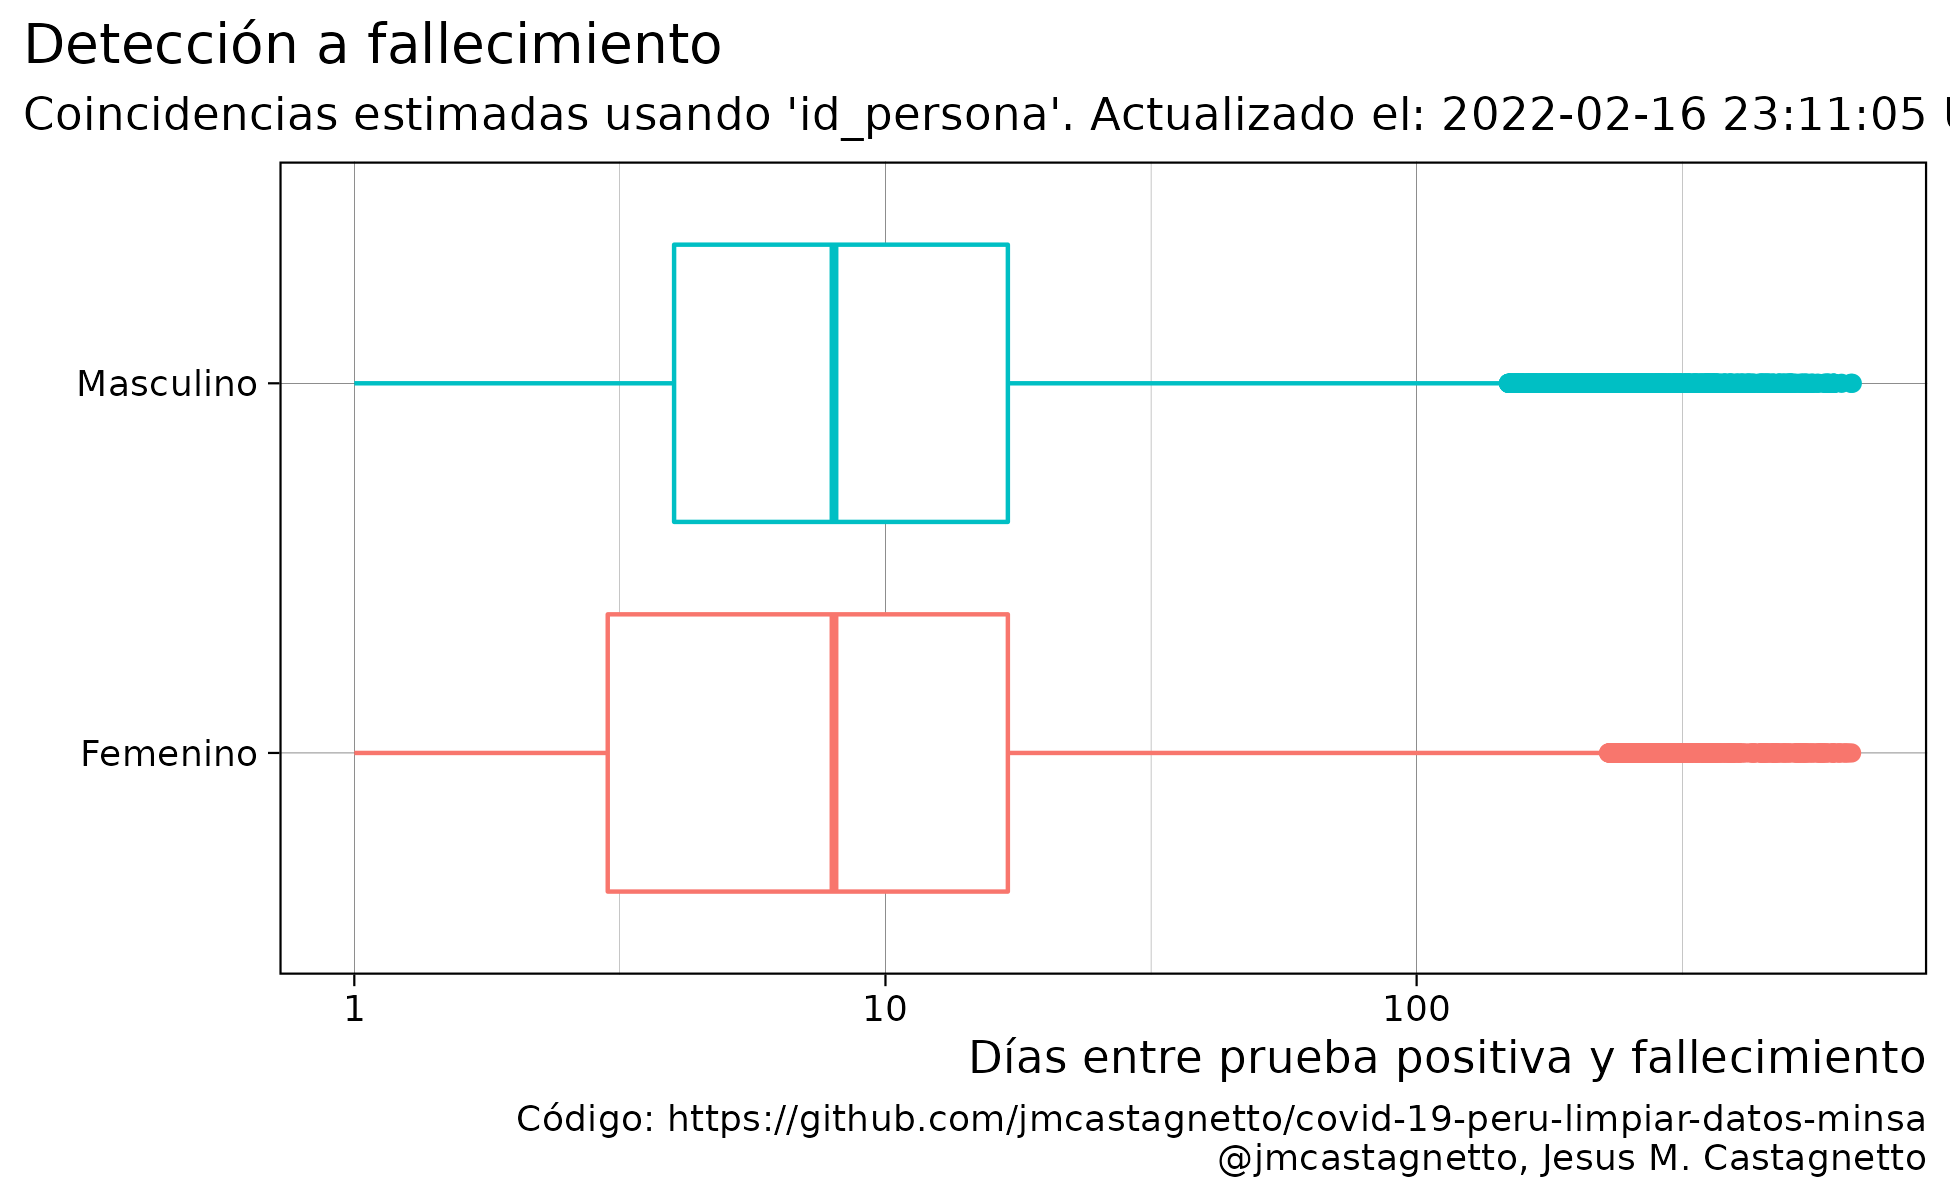 Detección a fallecimiento
Coincidencias estimadas usando 'id_persona'. Actualizado el: 2022-02-16 23:11:05
Masculino
Femenino
1 10 100
Días entre prueba positiva y fallecimiento
Código: https://github.com/jmcastagnetto/covid-19-peru-limpiar-datos-minsa
@jmcastagnetto, Jesus M. Castagnetto